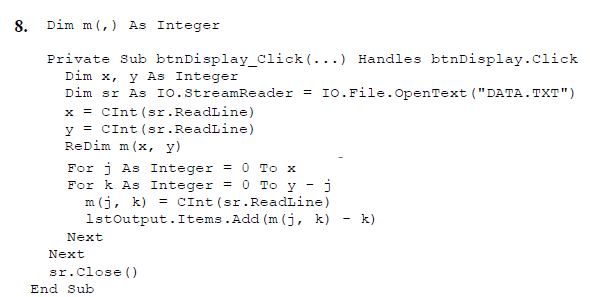 8. Dim m(,) As Integer
Private Sub btnDisplay_Click(...) Handles btnDisplay.Click
Dim x, y As Integer
Dim sr As IO.StreamReader = IO.File.OpenText("DATA.TXT")
x = CInt(sr.ReadLine)
y = CInt(sr.ReadLine)
ReDim m(x, y)
For j As Integer = 0 To x
For k As Integer = 0 To y - j
m(j, k) = CInt(sr.ReadLine)
lstOutput.Items.Add(m(j, k) - k)
Next
Next
sr.Close()
End Sub